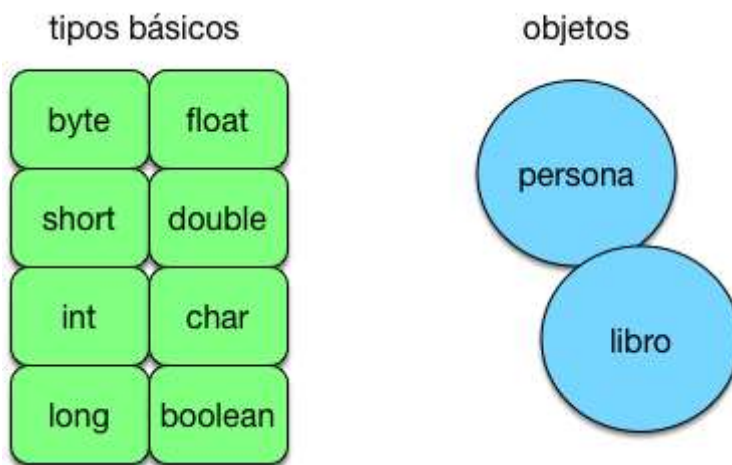 tipos básicos
byte
float
short
double
int
char
long
boolean
objetos
persona
libro